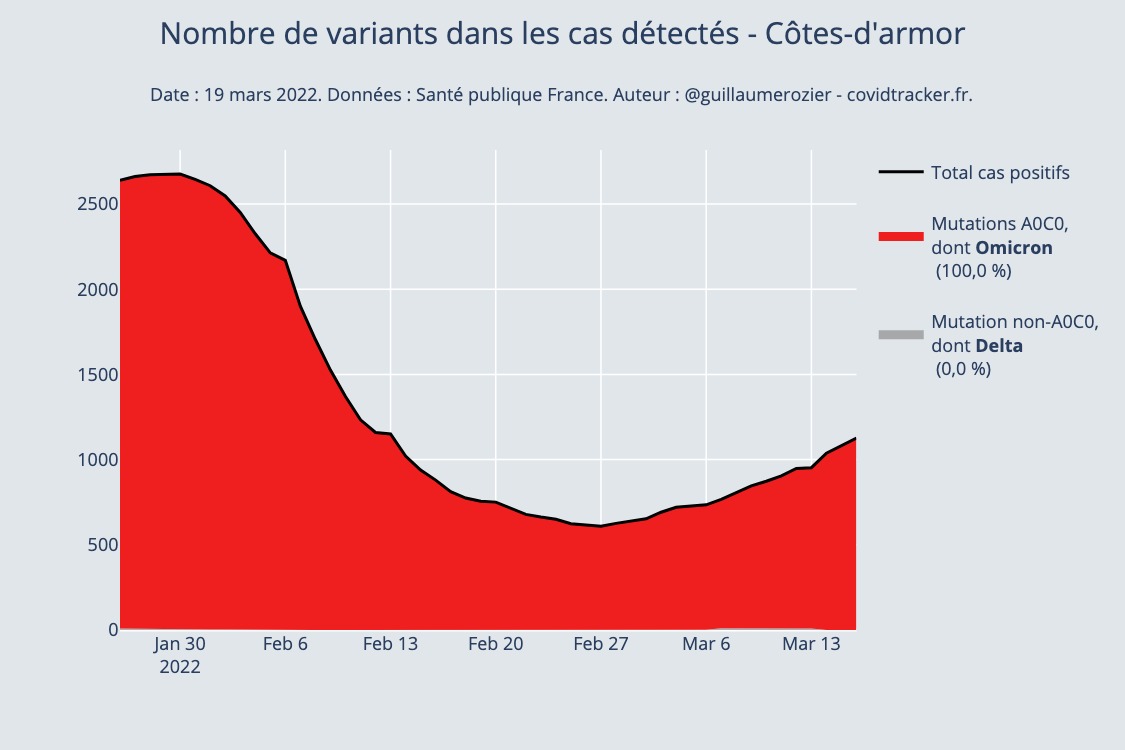 Nombre de variants dans les cas détectés - Côtes-d'armor
Date : 19 mars 2022. Données : Santé publique France. Auteur : @guillaumerozier - covidtracker.fr.
Total cas positifs
Mutations A0C0,
dont Omicron
(100,0 %)
Mutation non-A0C0,
dont Delta
(0,0 %)
2500
2000
1500
1000
500
0
Jan 30
2022
Feb 6
Feb 13
Feb 20
Feb 27
Mar 6
Mar 13